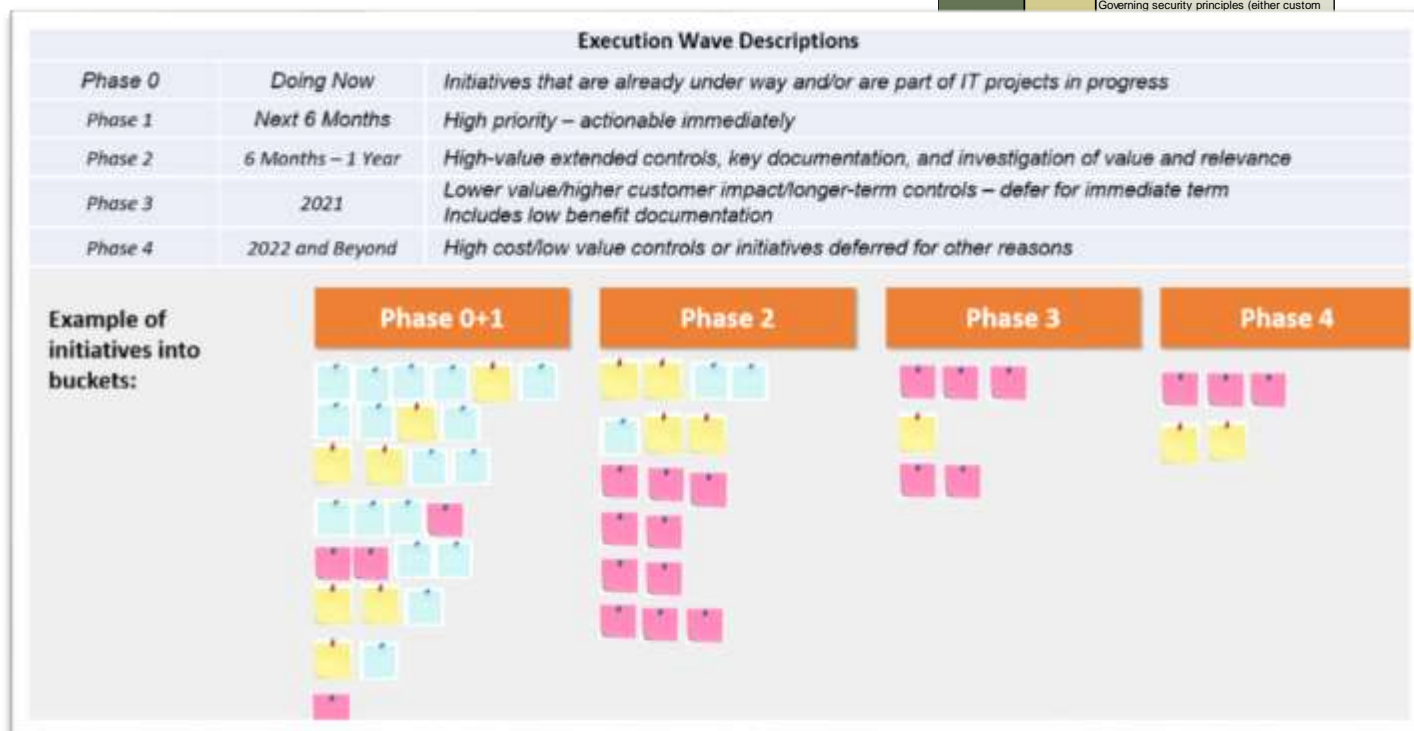 Governing security principles (either custom
Execution Wave Descriptions
Phase 0 Doing Now Initiatives that are already under way and/or are part of IT projects in progress
Phase 1 Next 6 Months High priority – actionable immediately
Phase 2 6 Months – 1 Year High-value extended controls, key documentation, and investigation of value and relevance
Phase 3 2021 Lower value/higher customer impact/longer-term controls – defer for immediate term
Includes low benefit documentation
Phase 4 2022 and Beyond High cost/low value controls or initiatives deferred for other reasons
Example of
initiatives into
buckets:
Phase 0+1 Phase 2 Phase 3 Phase 4